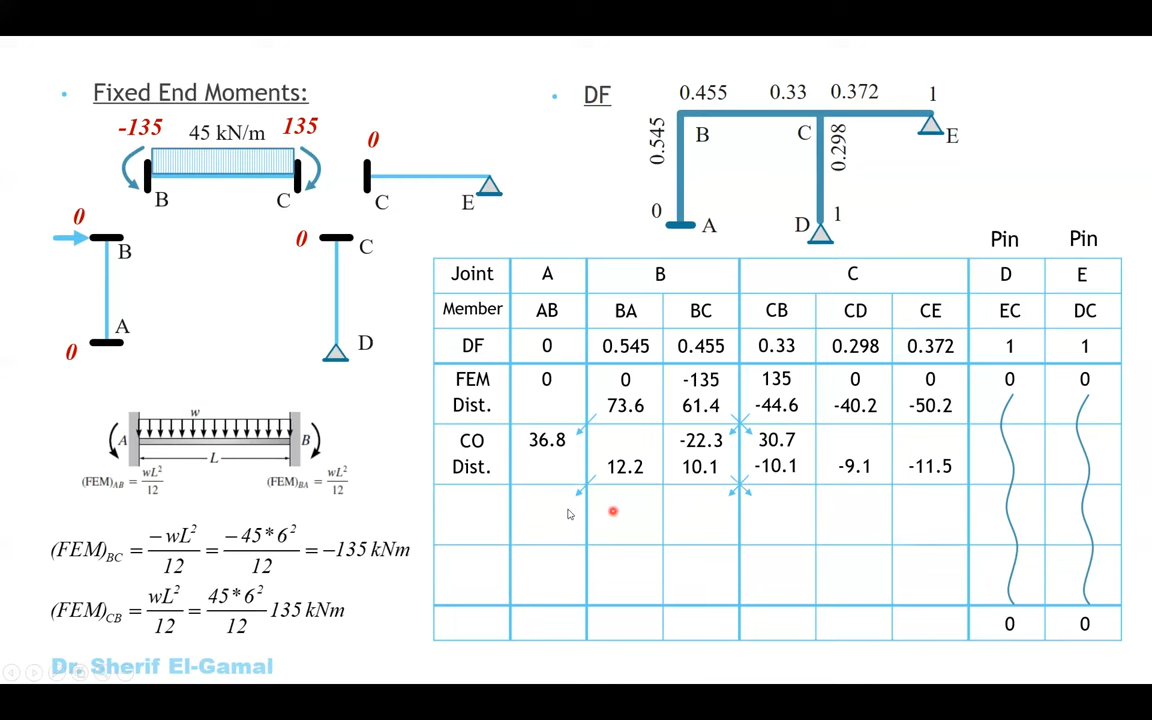 • Fixed End Moments:
-135 45 kN/m 135
B C
0
C E
0
B
A
0
0
C
D
w
A B
L
(FEM)AB = wL²/12 (FEM)BA = wL²/12
(FEM)BC = −wL²/12 = −45*6²/12 = −135 kNm
(FEM)CB = wL²/12 = 45*6²/12 135 kNm
Dr. Sherif El-Gamal
• DF
0.455 0.33 0.372 1
0.545 B C 0.298 E
0 A D 1
Pin Pin
Joint A B C D E
Member AB BA BC CB CD CE EC DC
DF 0 0.545 0.455 0.33 0.298 0.372 1 1
FEM 0 0 -135 135 0 0 0 0
Dist. 73.6 61.4 -44.6 -40.2 -50.2
CO 36.8 -22.3 30.7
Dist. 12.2 10.1 -10.1 -9.1 -11.5
0 0